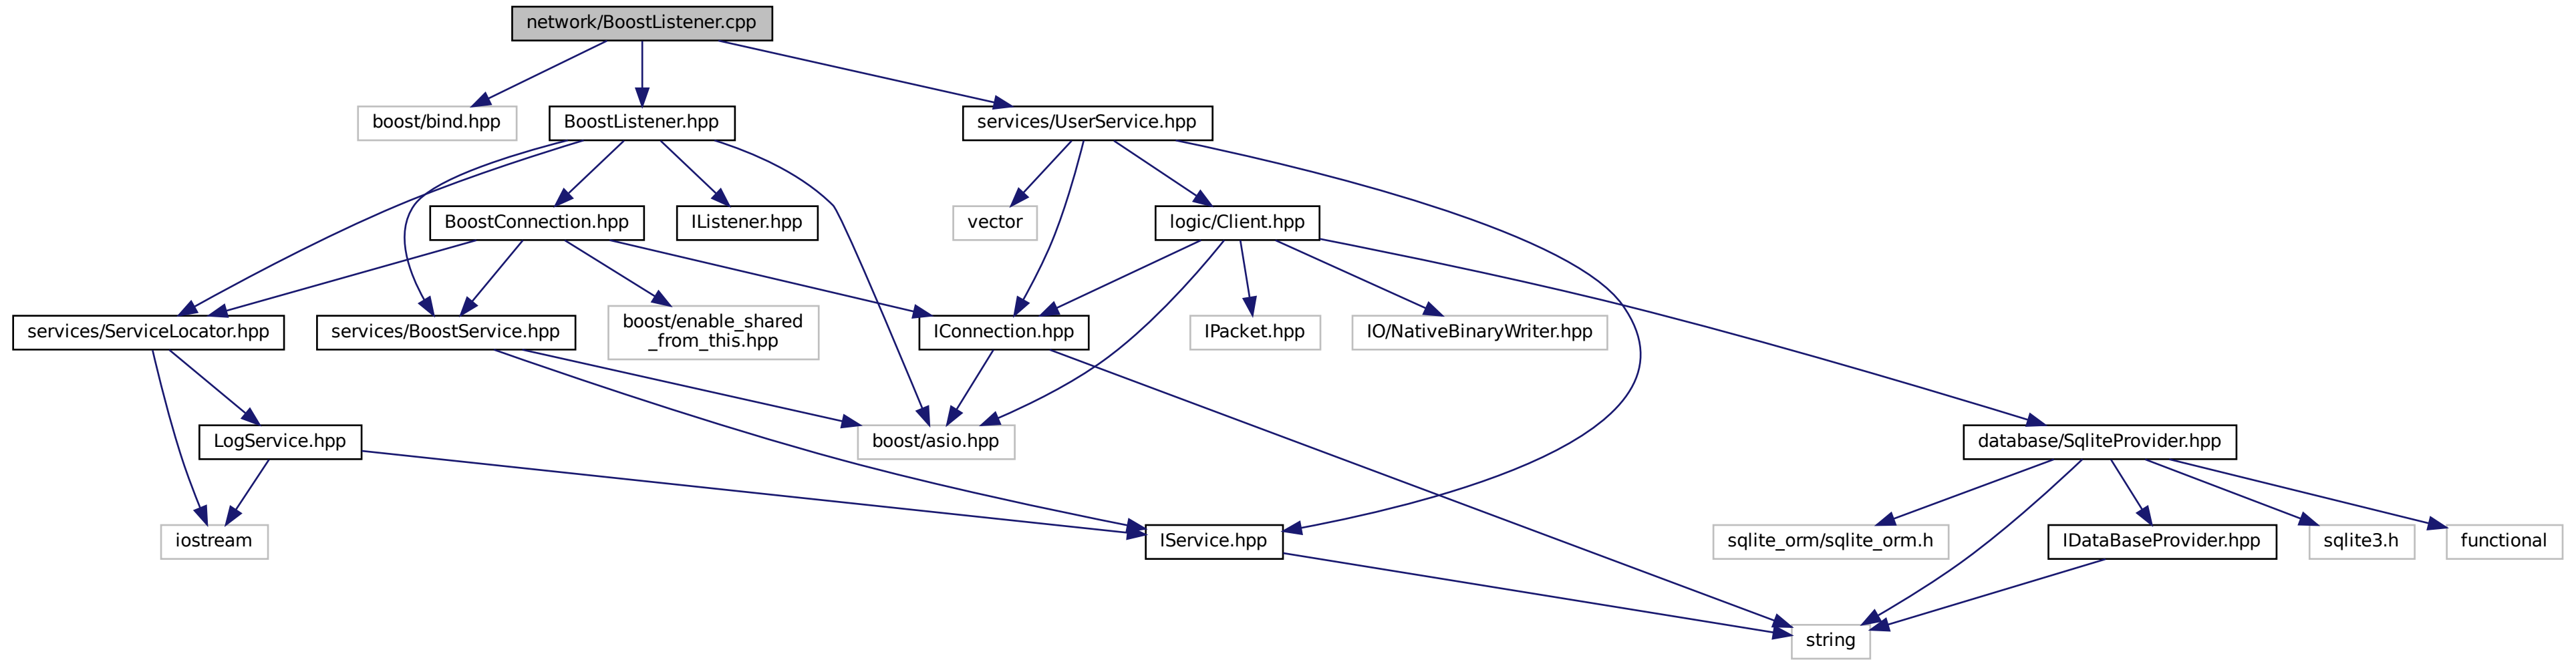 network/BoostListener.cpp
boost/bind.hpp
BoostListener.hpp
services/UserService.hpp
BoostConnection.hpp
IListener.hpp
vector
logic/Client.hpp
services/ServiceLocator.hpp
services/BoostService.hpp
boost/enable_shared
_from_this.hpp
IConnection.hpp
IPacket.hpp
IO/NativeBinaryWriter.hpp
LogService.hpp
boost/asio.hpp
database/SqliteProvider.hpp
iostream
IService.hpp
sqlite_orm/sqlite_orm.h
IDataBaseProvider.hpp
sqlite3.h
functional
string